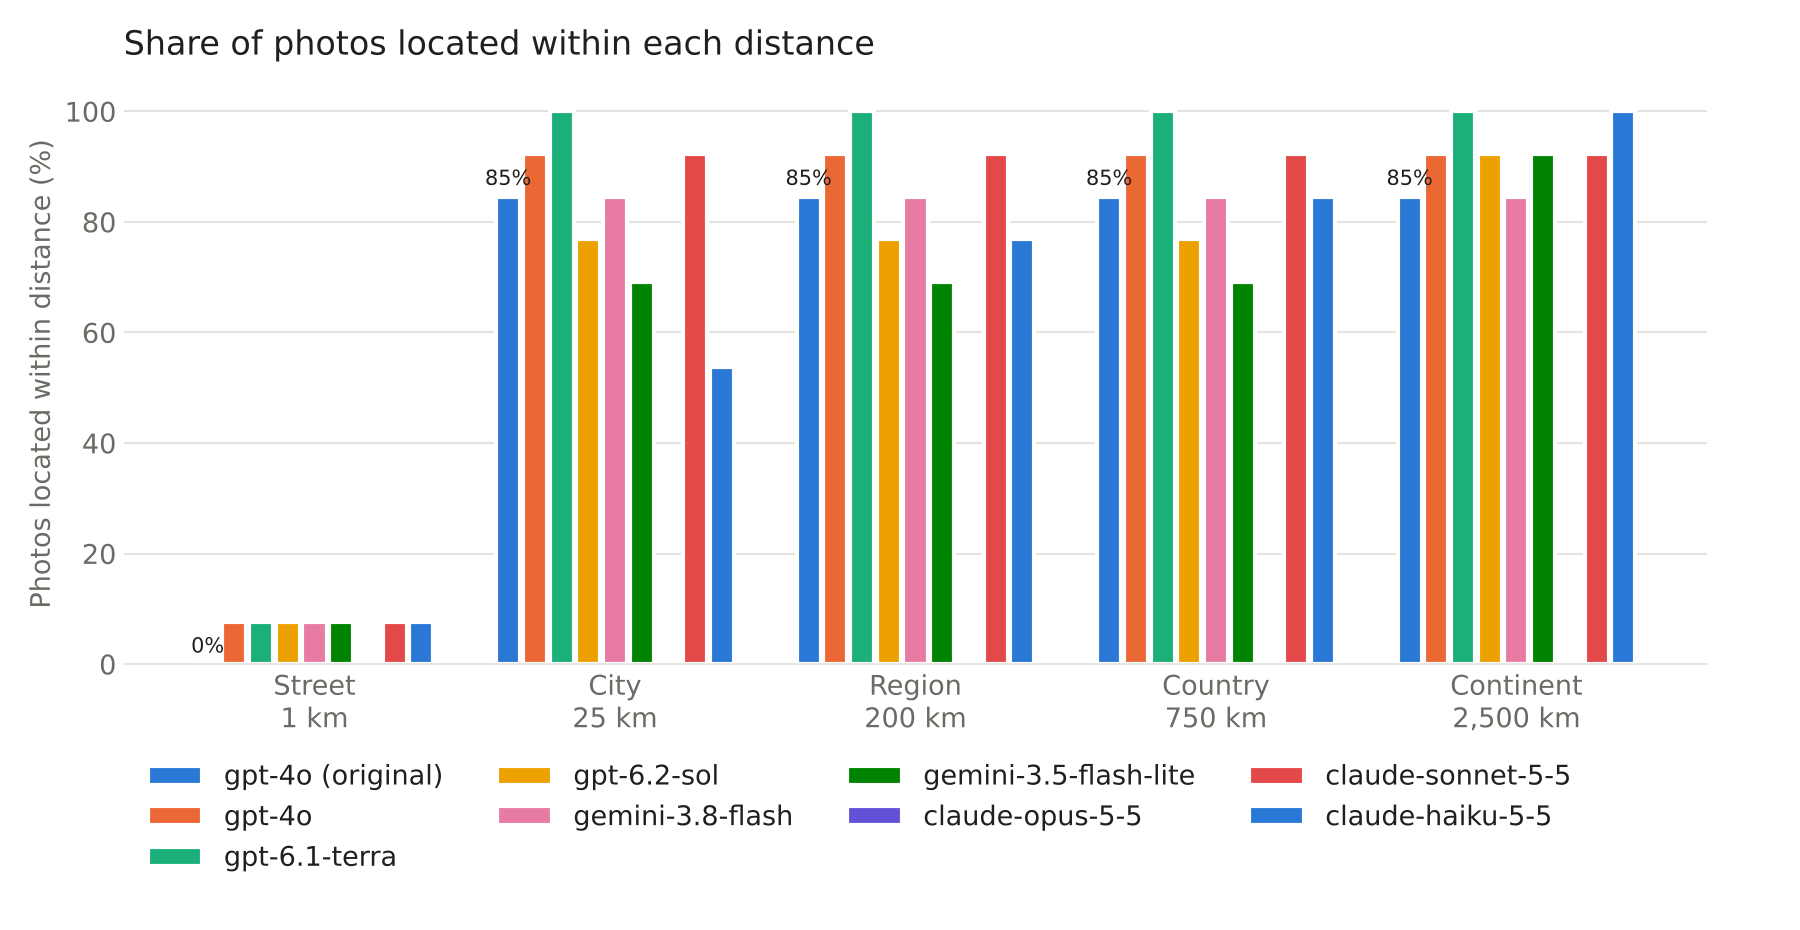 Share of photos located within each distance
Photos located within distance (%)
100
80
60
40
20
0
0%
85%
85%
85%
85%
Street
1 km
City
25 km
Region
200 km
Country
750 km
Continent
2,500 km
gpt-4o (original)
gpt-4o
gpt-6.1-terra
gpt-6.2-sol
gemini-3.8-flash
gemini-3.5-flash-lite
claude-opus-5-5
claude-sonnet-5-5
claude-haiku-5-5